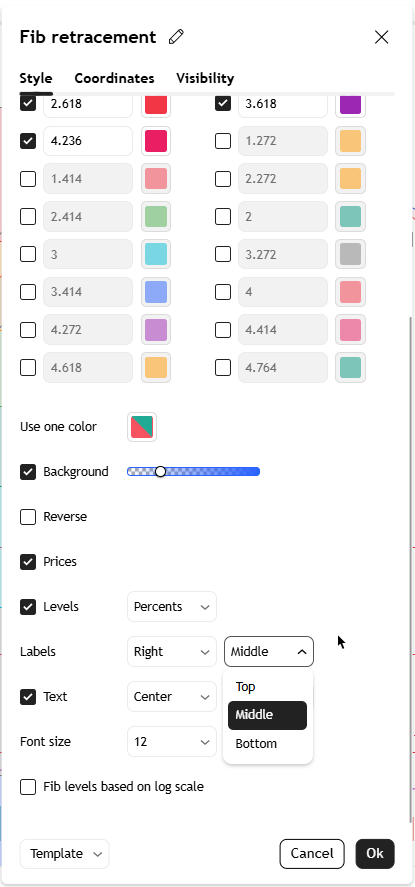 Fib retracement
Style Coordinates Visibility
2.618 3.618
4.236 1.272
1.414 2.272
2.414 2
3 3.272
3.414 4
4.272 4.414
4.618 4.764
Use one color
Background
Reverse
Prices
Levels Percents
Labels Right Middle
Top
Text Center Middle
Font size 12 Bottom
Fib levels based on log scale
Template Cancel Ok